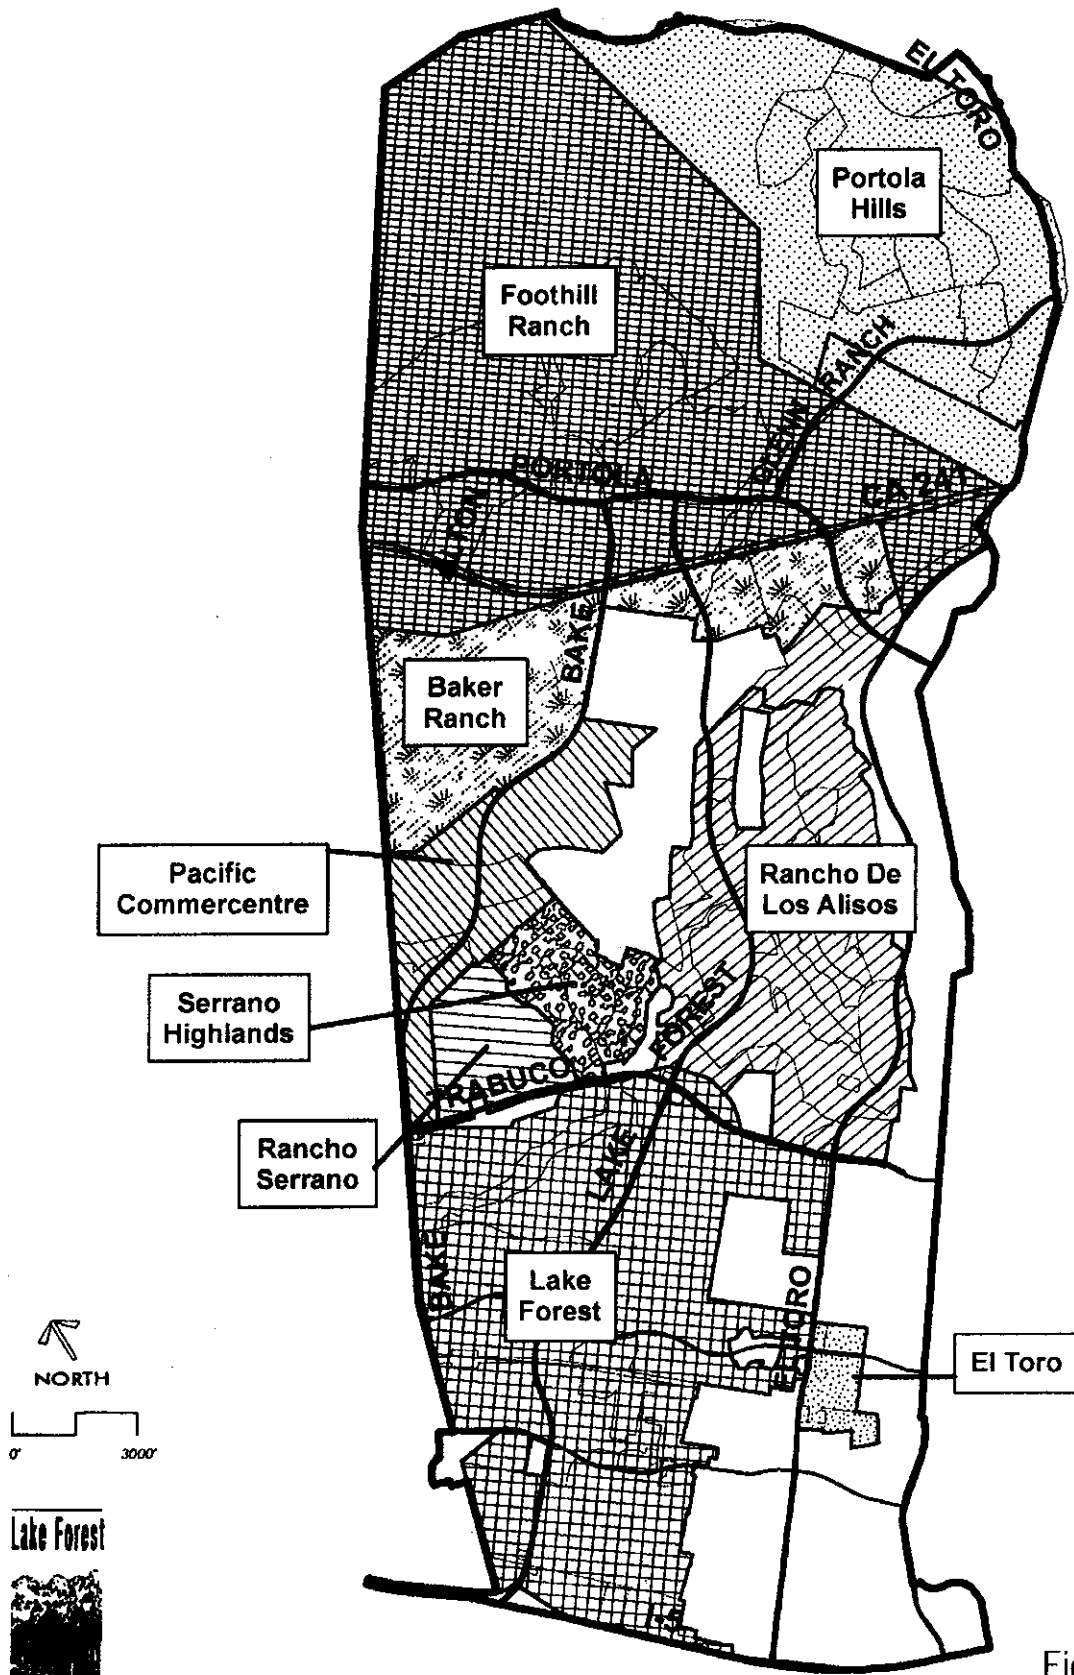 EL TORO
Portola
Hills
Foothill
Ranch
GLENN RANCH
PORTOLA
CA 241
ALTON
BAKE
Baker
Ranch
Pacific
Commercentre
Rancho De
Los Alisos
Serrano
Highlands
LAKE FOREST
TRABUCO
Rancho
Serrano
BAKE
Lake
Forest
EL TORO
El Toro
NORTH
0' 3000'
Lake Forest
I-5
Fig